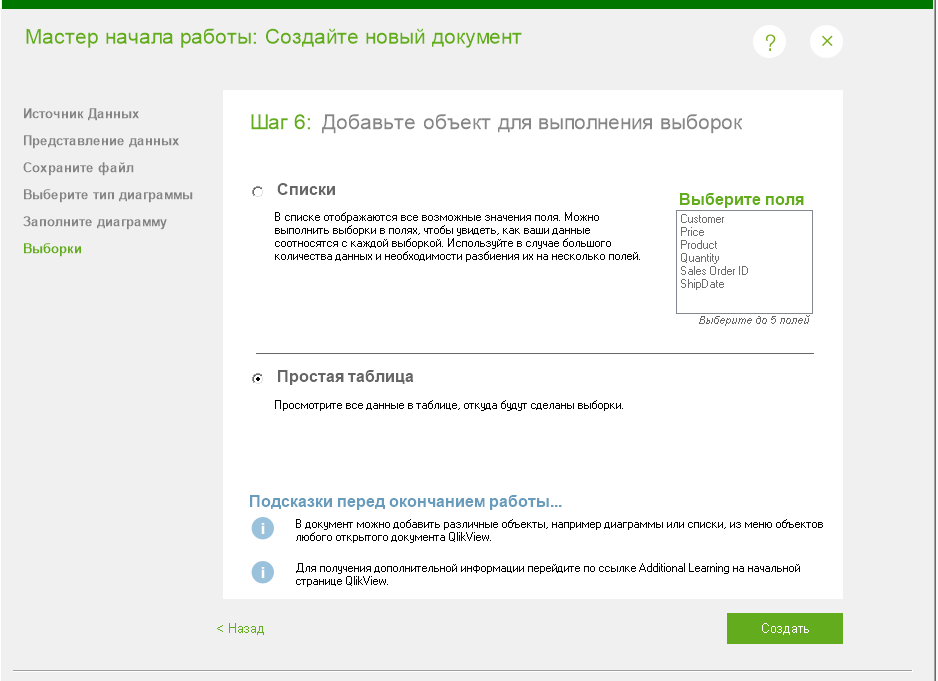 Мастер начала работы: Создайте новый документ
?
×
Источник Данных
Представление данных
Сохраните файл
Выберите тип диаграммы
Заполните диаграмму
Выборки
Шаг 6: Добавьте объект для выполнения выборок
Списки
В списке отображаются все возможные значения поля. Можно
выполнить выборки в полях, чтобы увидеть, как ваши данные
соотносятся с каждой выборкой. Используйте в случае большого
количества данных и необходимости разбиения их на несколько полей.
Выберите поля
Customer
Price
Product
Quantity
Sales Order ID
ShipDate
Выберите до 5 полей
Простая таблица
Просмотрите все данные в таблице, откуда будут сделаны выборки.
Подсказки перед окончанием работы...
i
В документ можно добавить различные объекты, например диаграммы или списки, из меню объектов
любого открытого документа QlikView.
i
Для получения дополнительной информации перейдите по ссылке Additional Learning на начальной
странице QlikView.
< Назад
Создать